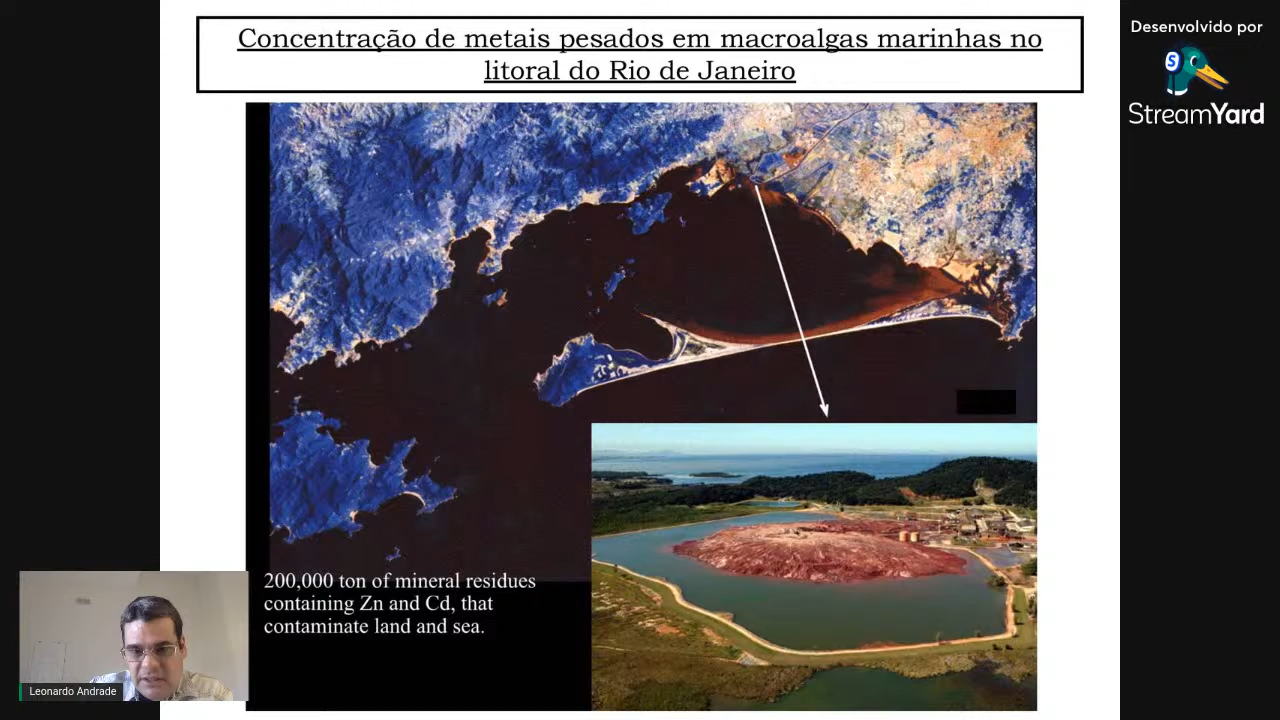 Concentração de metais pesados em macroalgas marinhas no
litoral do Rio de Janeiro
Desenvolvido por
S
StreamYard
200,000 ton of mineral residues
containing Zn and Cd, that
contaminate land and sea.
Leonardo Andrade